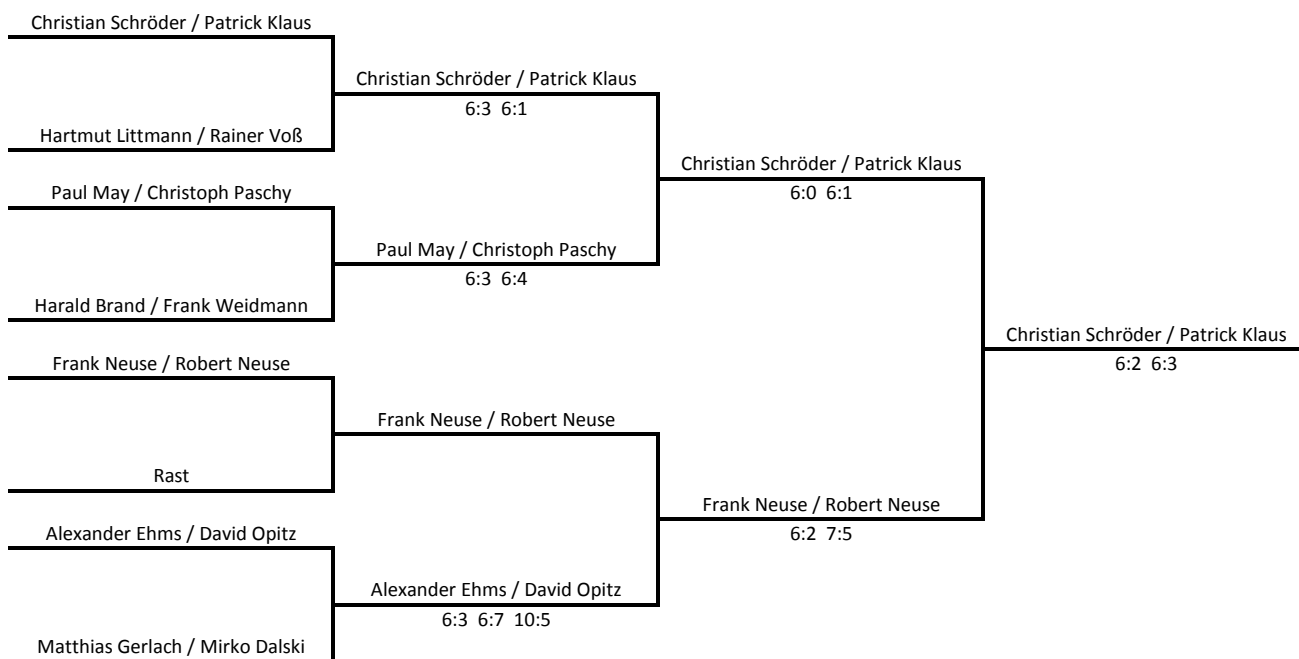 Christian Schröder / Patrick Klaus
Christian Schröder / Patrick Klaus
6:3 6:1
Hartmut Littmann / Rainer Voß
Christian Schröder / Patrick Klaus
6:0 6:1
Paul May / Christoph Paschy
Paul May / Christoph Paschy
6:3 6:4
Harald Brand / Frank Weidmann
Christian Schröder / Patrick Klaus
6:2 6:3
Frank Neuse / Robert Neuse
Frank Neuse / Robert Neuse
Rast
Frank Neuse / Robert Neuse
6:2 7:5
Alexander Ehms / David Opitz
Alexander Ehms / David Opitz
6:3 6:7 10:5
Matthias Gerlach / Mirko Dalski